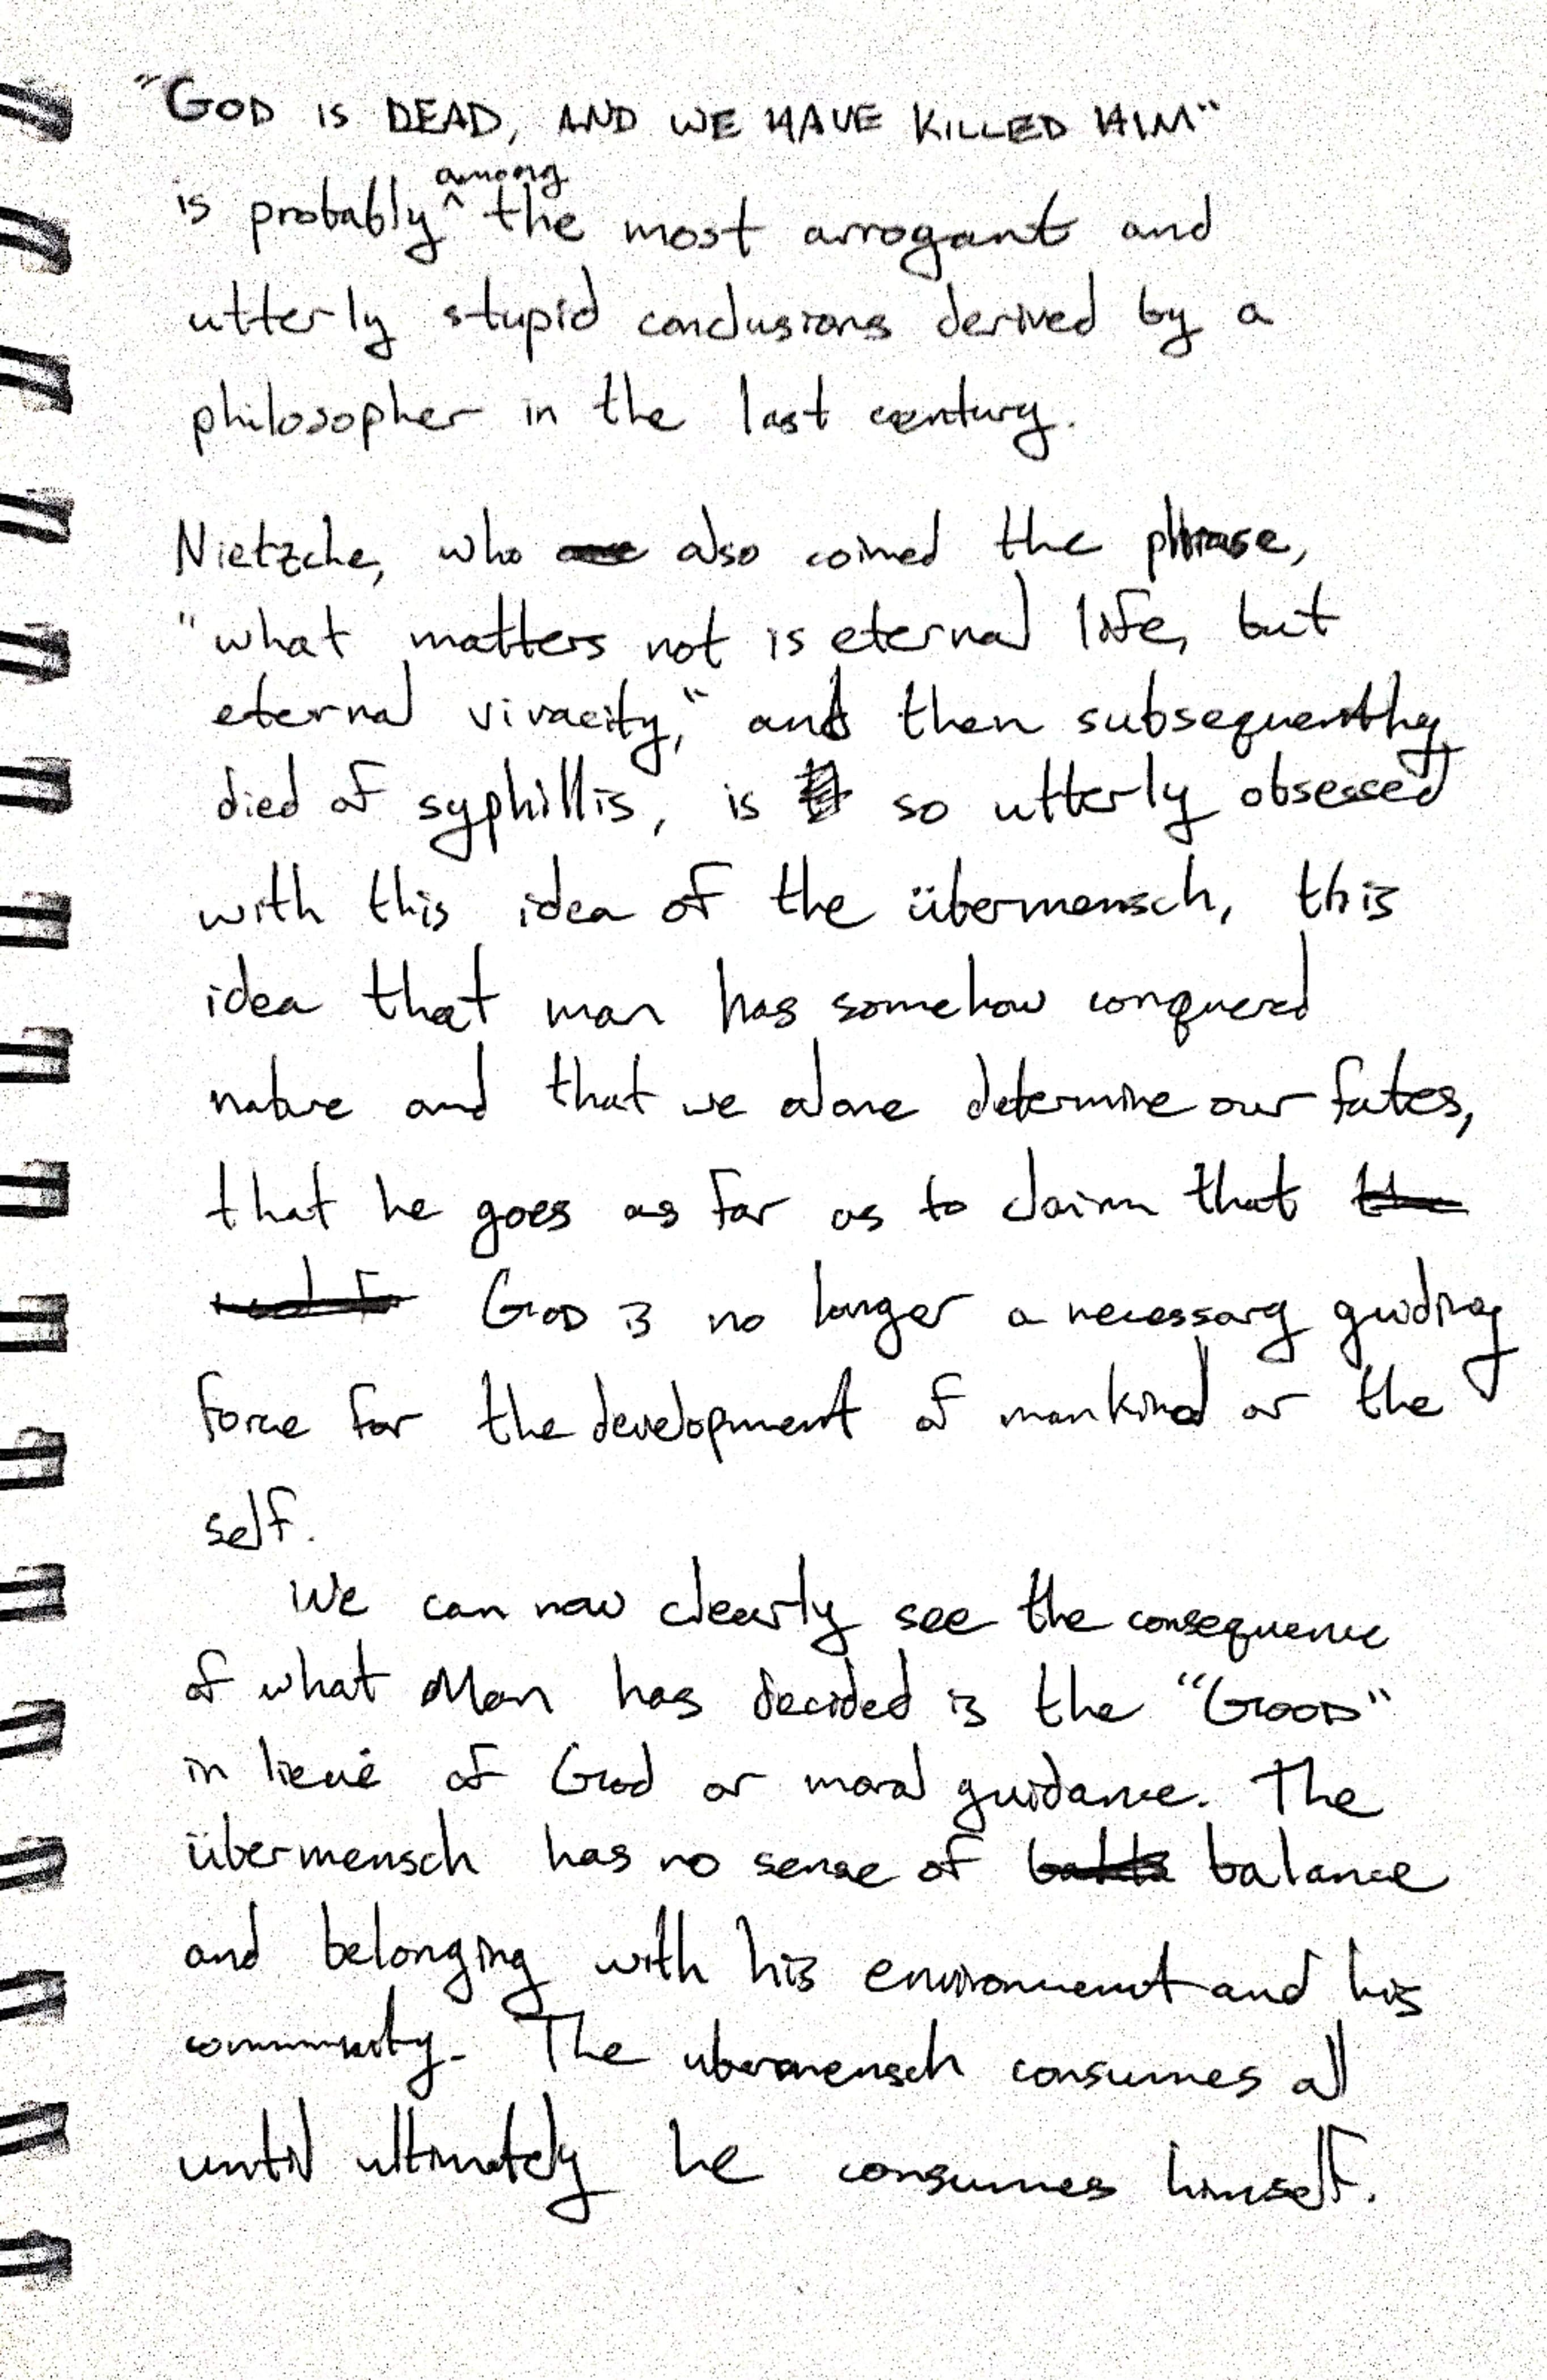 "GOD IS DEAD, AND WE HAVE KILLED HIM"
is probably ^among the most arrogant and
utterly stupid conclusions derived by a
philosopher in the last century.
Nietzche, who also coined the phrase,
"what matters not is eternal life, but
eternal vivacity," and then subsequently
died of syphillis, is so utterly obsessed
with this idea of the übermensch, this
idea that man has somehow conquerd
nature and that we alone determine our fates,
that he goes as far as to claim that the
GOD is no longer a necessary guiding
force for the development of mankind or the
self.
We can now clearly see the consequence
of what Man has decided is the "GOOD"
in lieue of God or moral guidance. The
übermensch has no sense of balance
and belonging with his environment and his
community. The ubermensch consumes all
until ultimately he consumes himself.